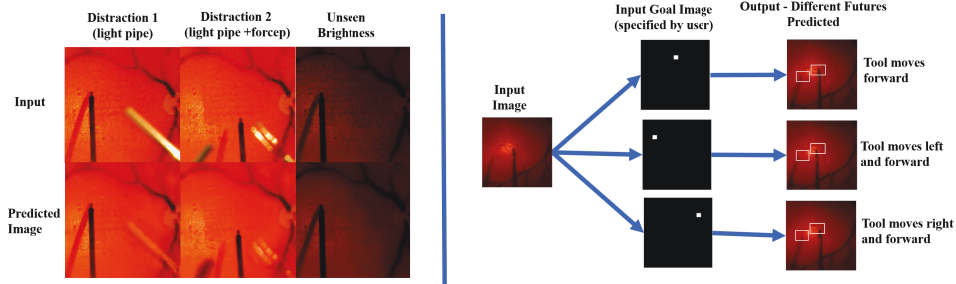 Distraction 1
(light pipe)
Distraction 2
(light pipe +forcep)
Unseen
Brightness
Input
Predicted
Image
Input Goal Image
(specified by user)
Output - Different Futures
Predicted
Input
Image
Tool moves
forward
Tool moves left
and forward
Tool moves right
and forward